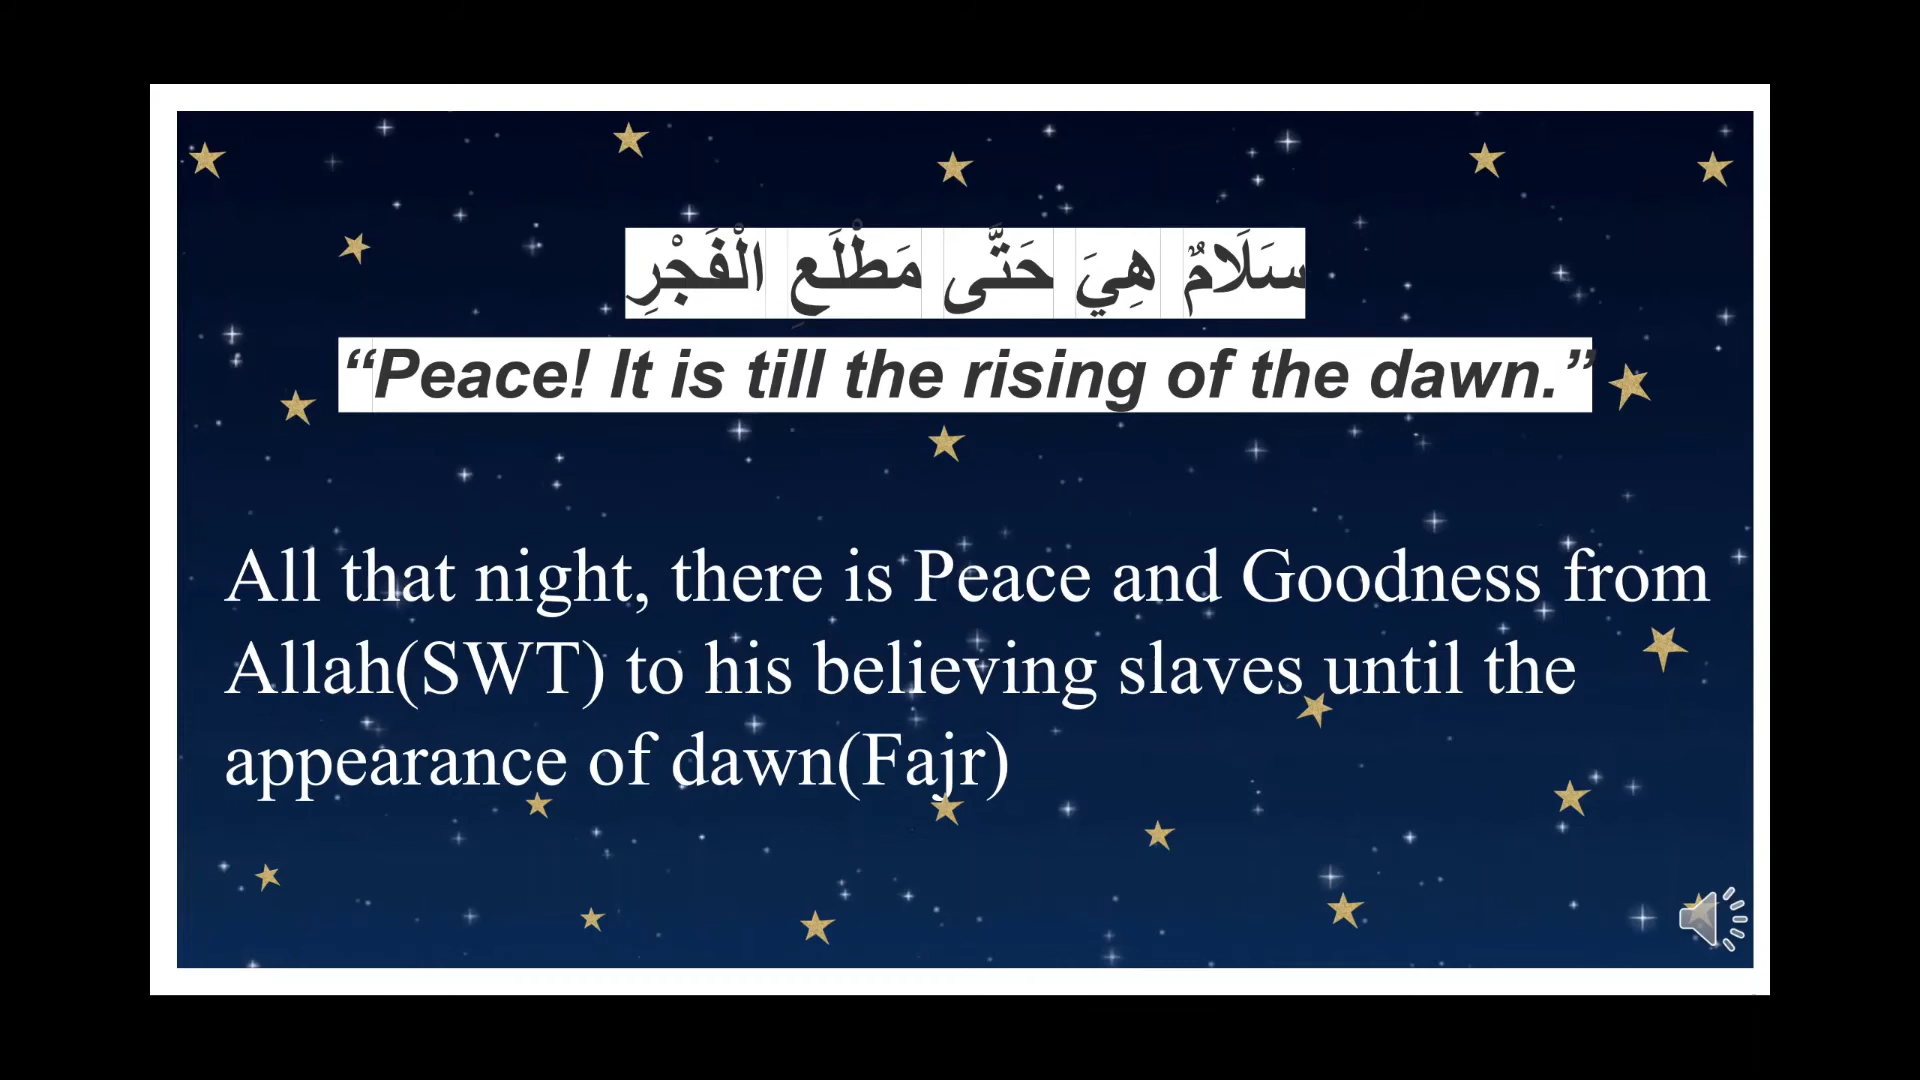 سَلَامٌ هِيَ حَتَّى مَطْلَعِ الْفَجْرِ
“Peace! It is till the rising of the dawn.”
All that night, there is Peace and Goodness from
Allah(SWT) to his believing slaves until the
appearance of dawn(Fajr)